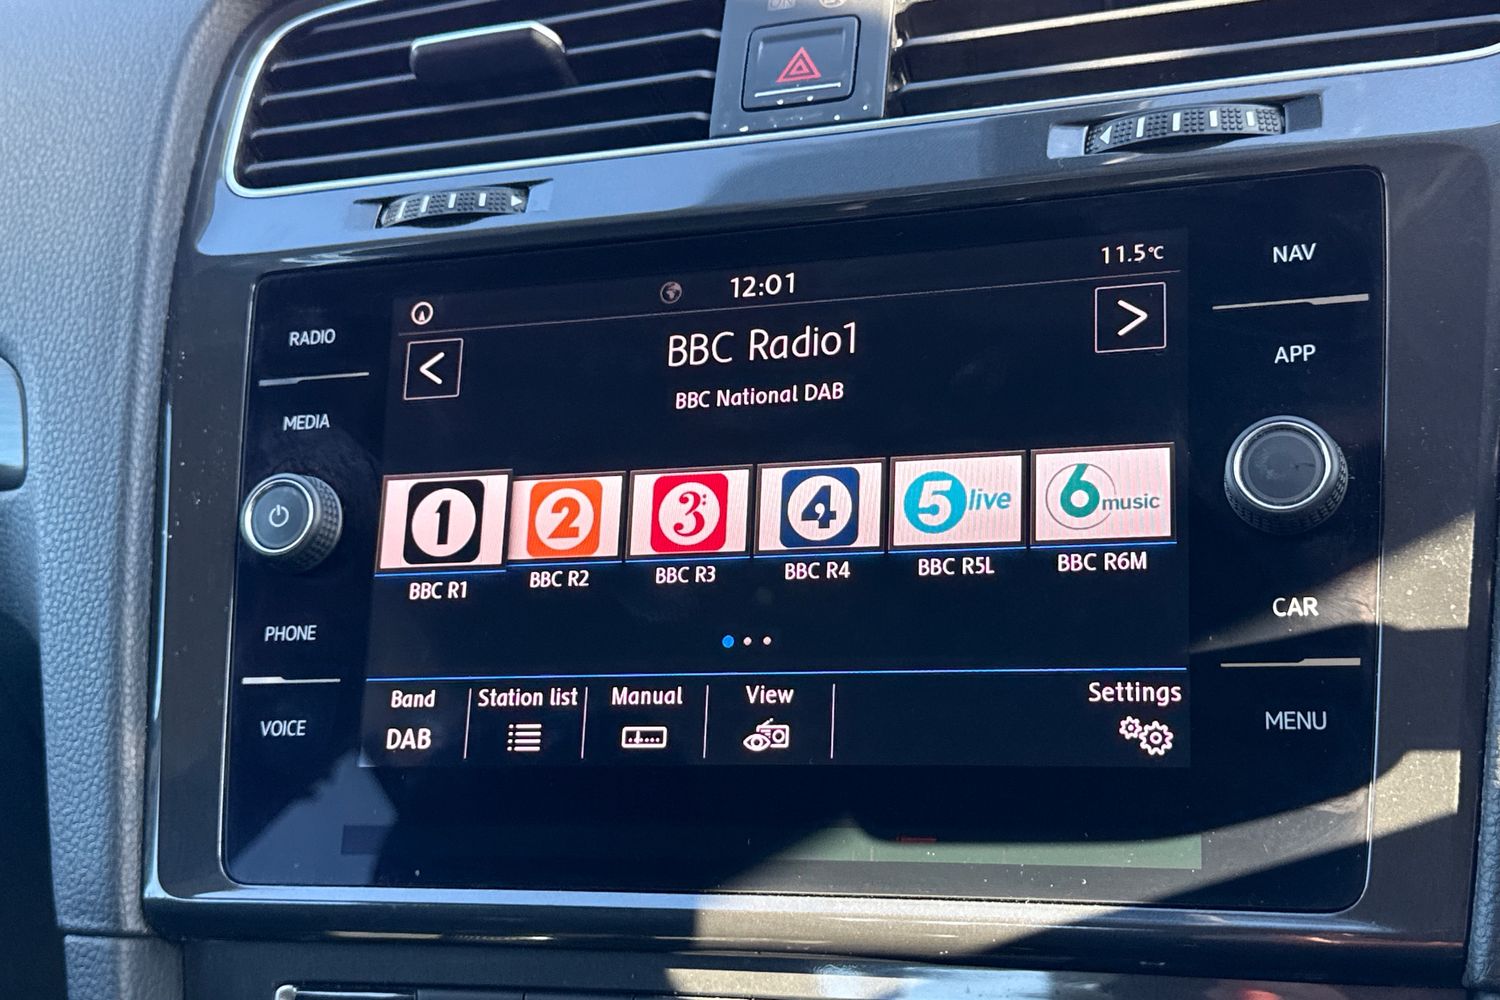 11.5°C
12:01
NAV
RADIO
BBC Radio1
APP
BBC National DAB
MEDIA
1
2
3
4
5 live
6 music
BBC R1
BBC R2
BBC R3
BBC R4
BBC R5L
BBC R6M
CAR
PHONE
Band
Station list
Manual
View
Settings
VOICE
DAB
MENU